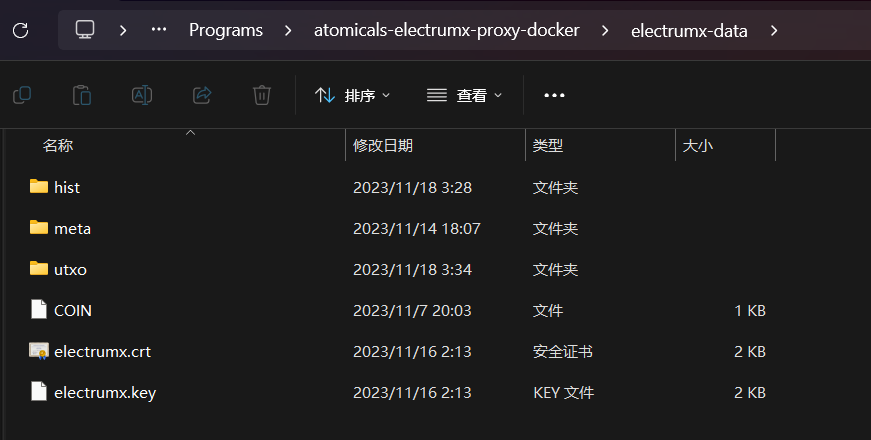 Programs atomicals-electrumx-proxy-docker electrumx-data
排序 查看
名称 修改日期 类型 大小
hist 2023/11/18 3:28 文件夹
meta 2023/11/14 18:07 文件夹
utxo 2023/11/18 3:34 文件夹
COIN 2023/11/7 20:03 文件 1 KB
electrumx.crt 2023/11/16 2:13 安全证书 2 KB
electrumx.key 2023/11/16 2:13 KEY 文件 2 KB